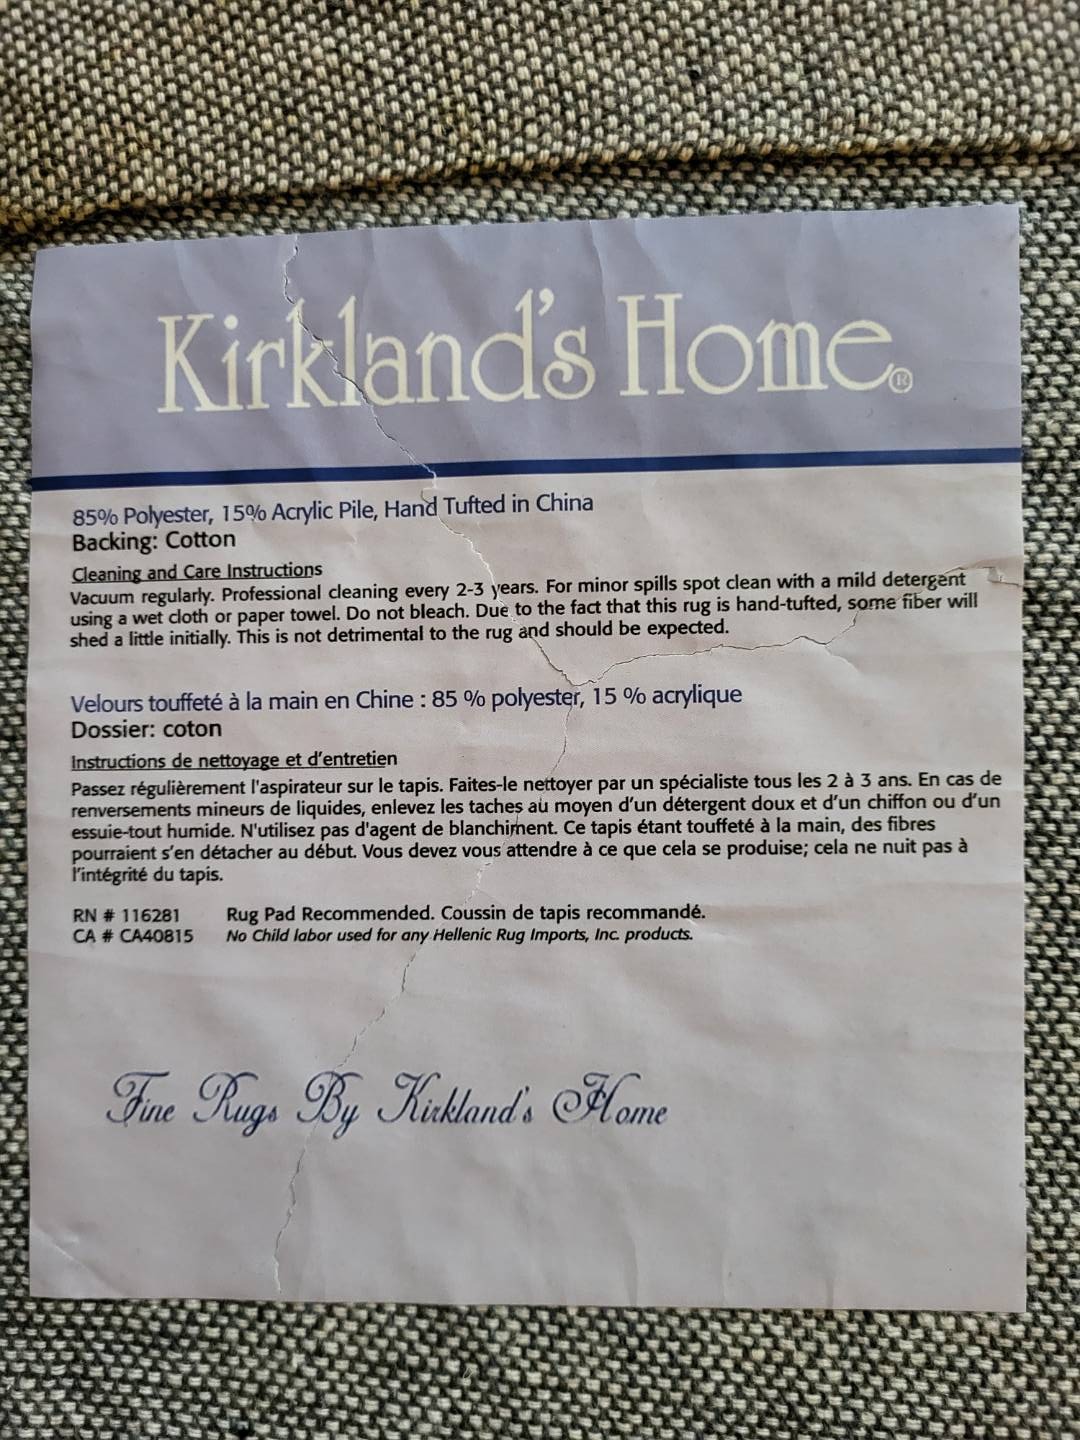 Kirkland's Home®
85% Polyester, 15% Acrylic Pile, Hand Tufted in China
Backing: Cotton
Cleaning and Care Instructions
Vacuum regularly. Professional cleaning every 2-3 years. For minor spills spot clean with a mild detergent
using a wet cloth or paper towel. Do not bleach. Due to the fact that this rug is hand-tufted, some fiber will
shed a little initially. This is not detrimental to the rug and should be expected.
Velours touffeté à la main en Chine : 85 % polyester, 15 % acrylique
Dossier: coton
Instructions de nettoyage et d'entretien
Passez régulièrement l'aspirateur sur le tapis. Faites-le nettoyer par un spécialiste tous les 2 à 3 ans. En cas de
renversements mineurs de liquides, enlevez les taches au moyen d'un détergent doux et d'un chiffon ou d'un
essuie-tout humide. N'utilisez pas d'agent de blanchiment. Ce tapis étant touffeté à la main, des fibres
pourraient s'en détacher au début. Vous devez vous attendre à ce que cela se produise; cela ne nuit pas à
l'intégrité du tapis.
RN # 116281 Rug Pad Recommended. Coussin de tapis recommandé.
CA # CA40815 No Child labor used for any Hellenic Rug Imports, Inc. products.
Fine Rugs By Kirkland's Home